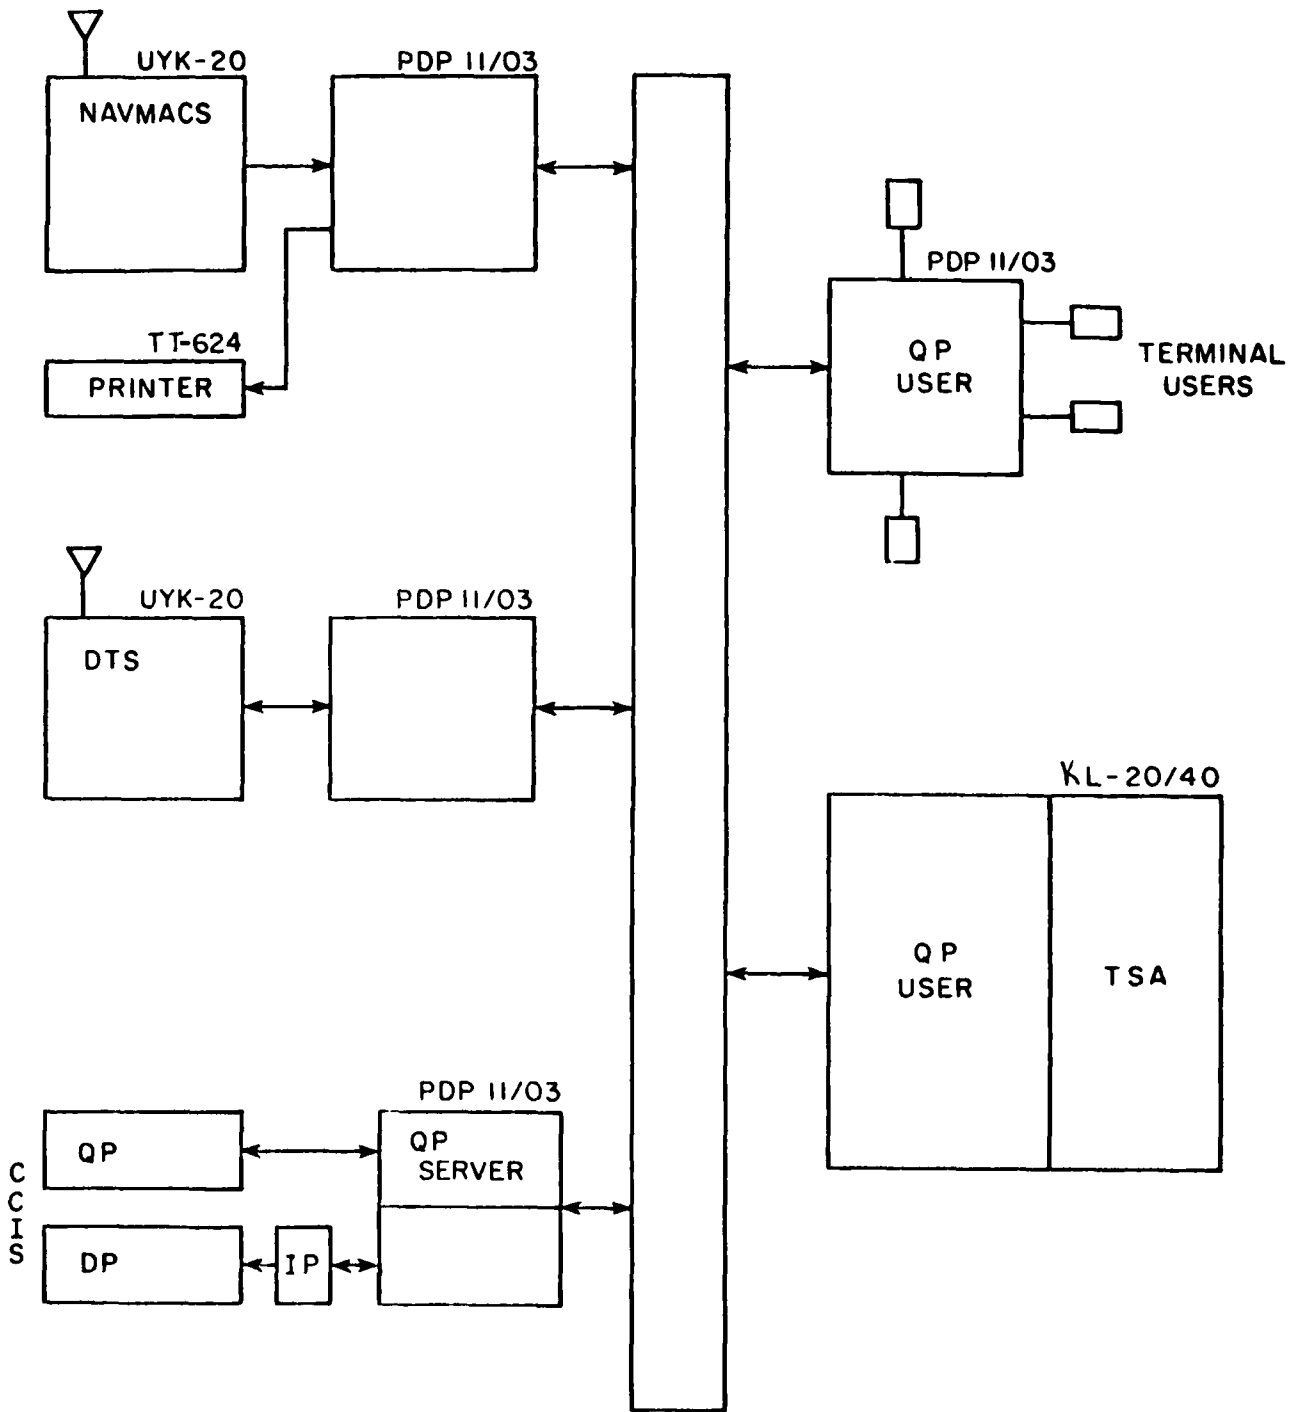 UYK-20
PDP 11/03
NAVMACS
TT-624
PRINTER
PDP 11/03
QP
USER
TERMINAL
USERS
UYK-20
PDP 11/03
DTS
KL-20/40
QP
USER
TSA
PDP 11/03
QP
QP
SERVER
CCIS
DP
IP